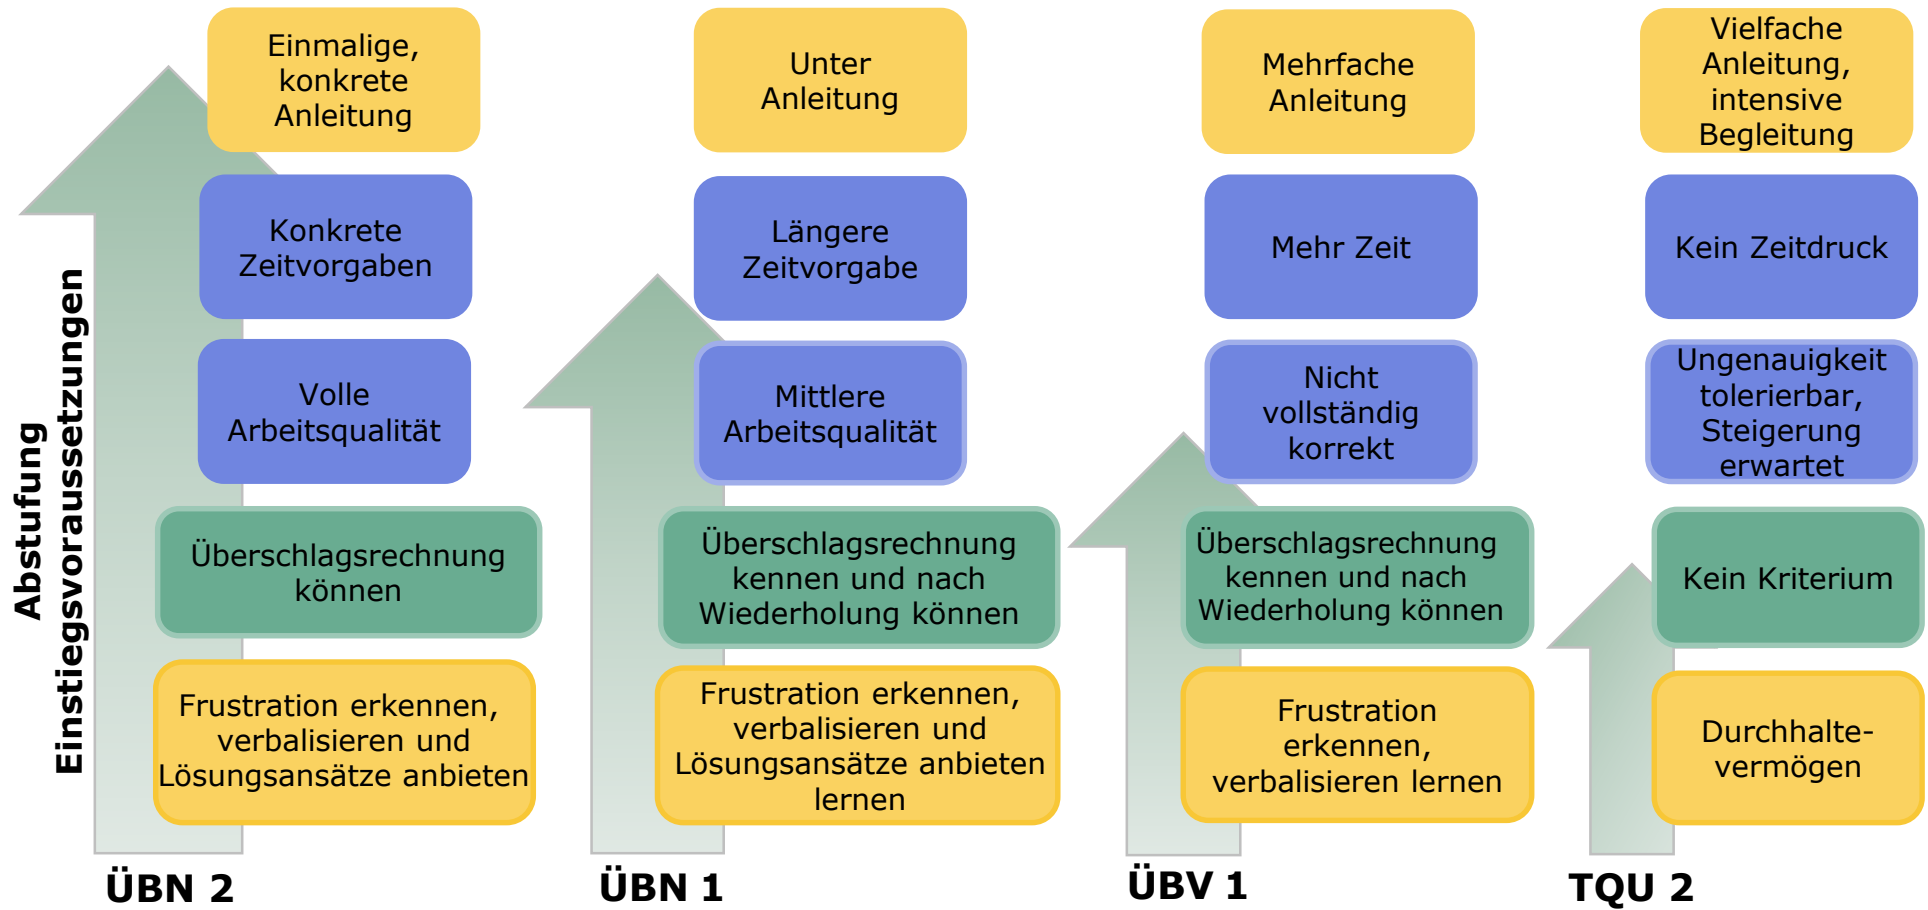 Abstufung
Einstiegsvoraussetzungen
Einmalige,
konkrete
Anleitung
Konkrete
Zeitvorgaben
Volle
Arbeitsqualität
Überschlagsrechnung
können
Frustration erkennen,
verbalisieren und
Lösungsansätze anbieten
ÜBN 2
Unter
Anleitung
Längere
Zeitvorgabe
Mittlere
Arbeitsqualität
Überschlagsrechnung
kennen und nach
Wiederholung können
Frustration erkennen,
verbalisieren und
Lösungsansätze anbieten
lernen
ÜBN 1
Mehrfache
Anleitung
Mehr Zeit
Nicht
vollständig
korrekt
Überschlagsrechnung
kennen und nach
Wiederholung können
Frustration
erkennen,
verbalisieren lernen
ÜBV 1
Vielfache
Anleitung,
intensive
Begleitung
Kein Zeitdruck
Ungenauigkeit
tolerierbar,
Steigerung
erwartet
Kein Kriterium
Durchhalte-
vermögen
TQU 2